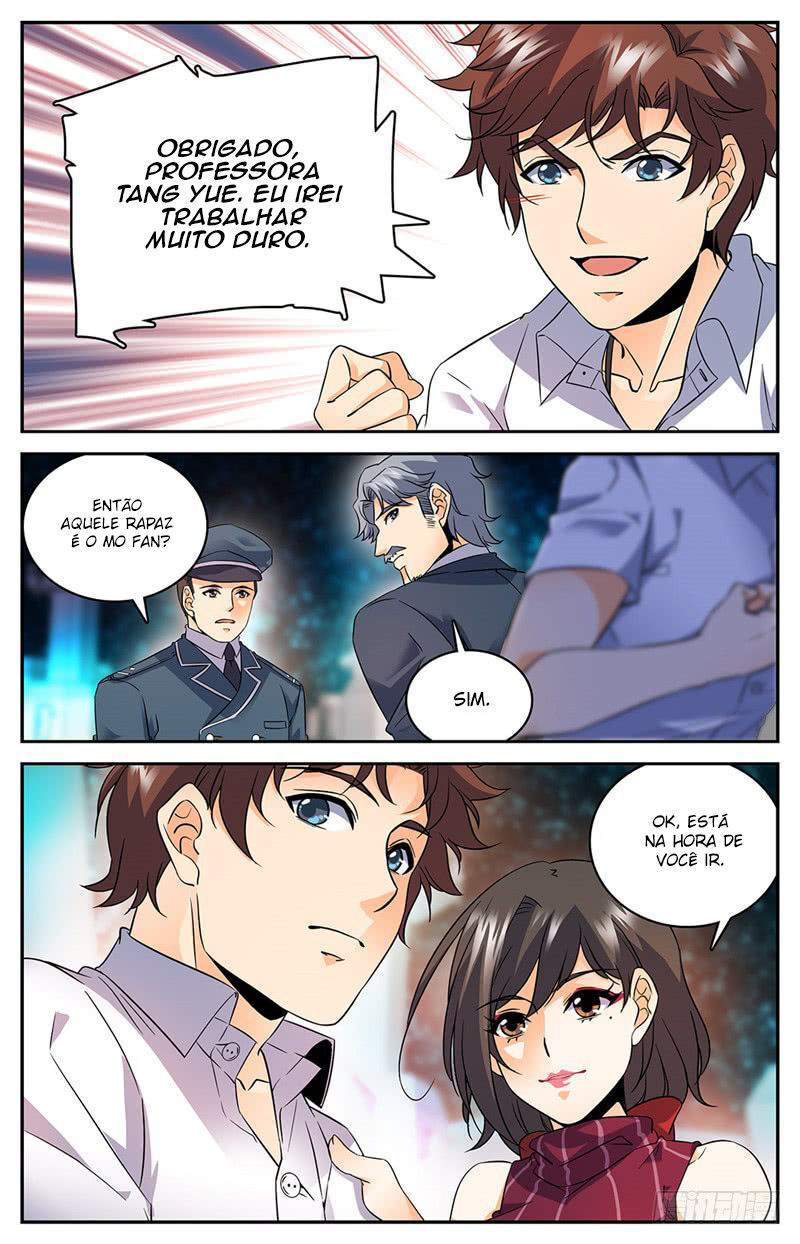 OBRIGADO,
PROFESSORA
TANG YUE. EU IREI
TRABALHAR
MUITO DURO.
ENTÃO
AQUELE RAPAZ
É O MO FAN?
SIM.
OK, ESTÁ
NA HORA DE
VOCÊ IR.